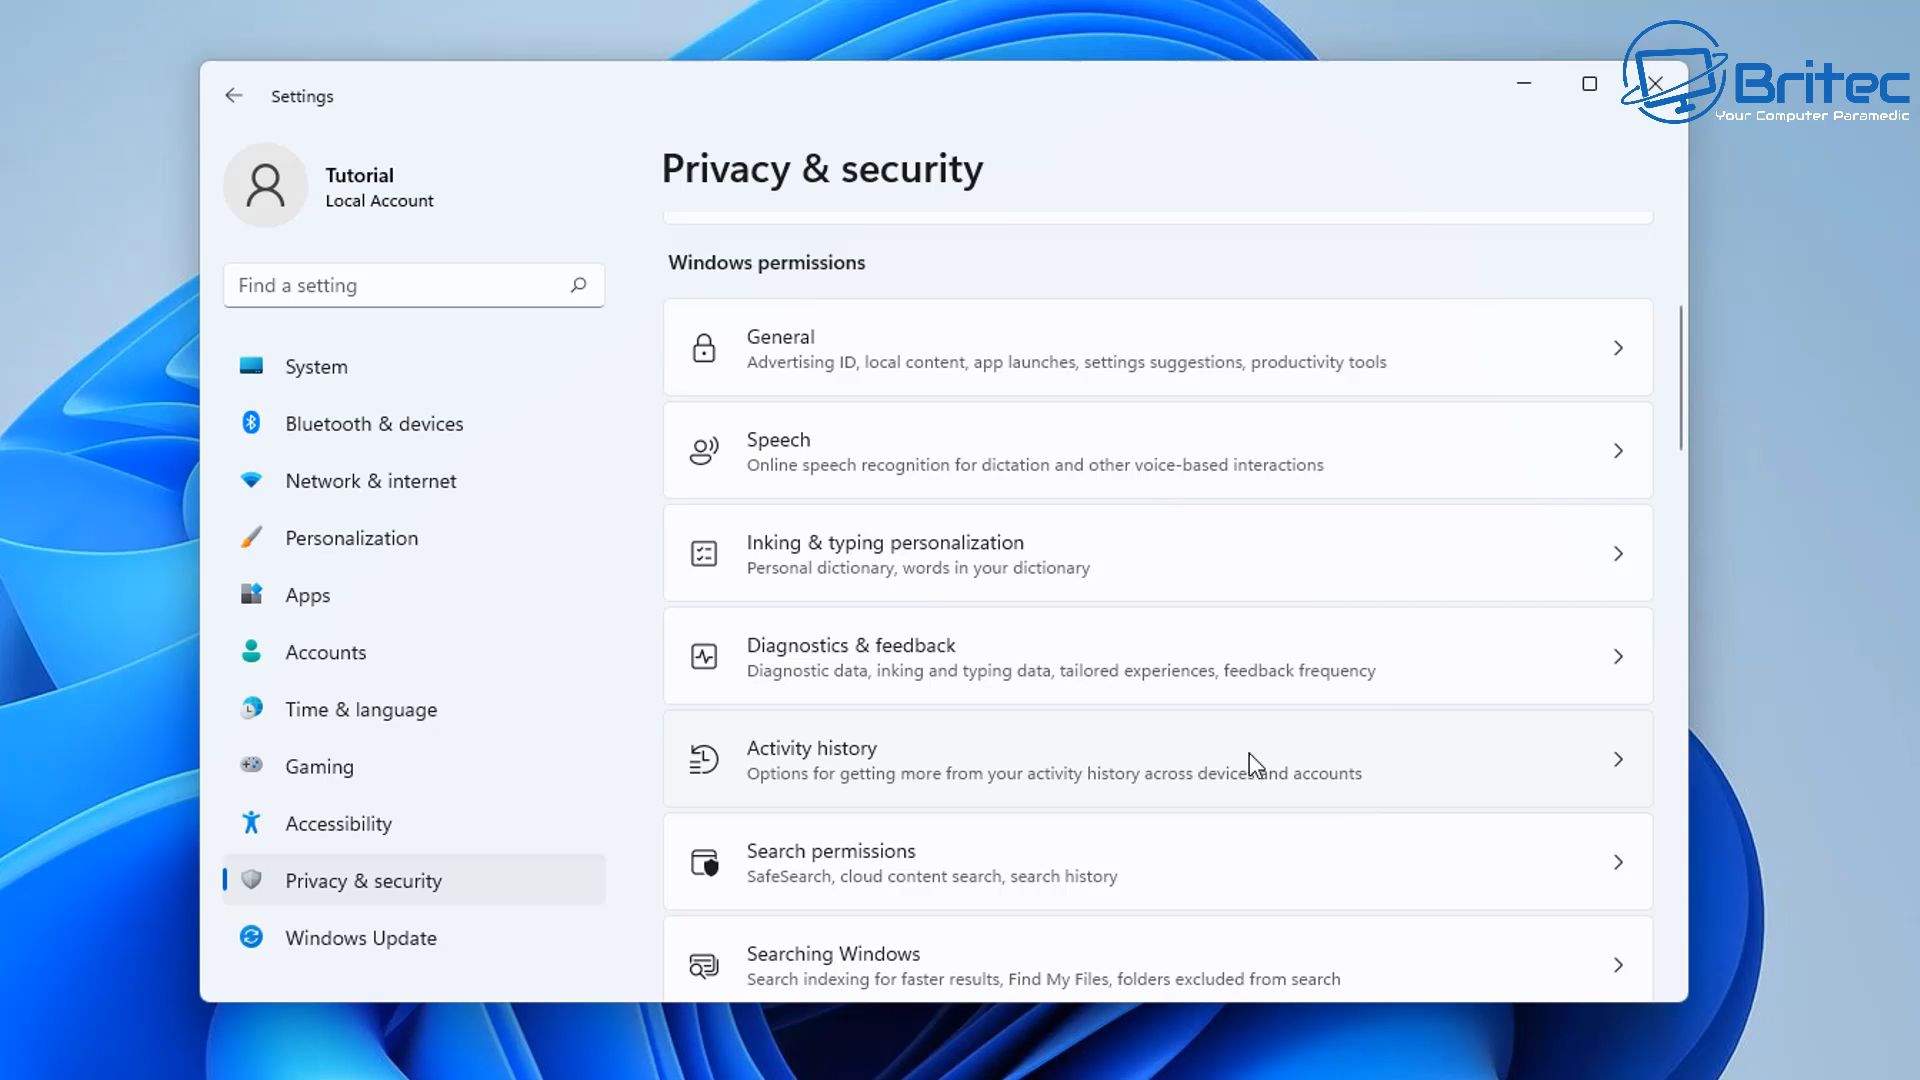 Settings
Britec
Your Computer Paramedic
Tutorial
Local Account
Find a setting
System
Bluetooth & devices
Network & internet
Personalization
Apps
Accounts
Time & language
Gaming
Accessibility
Privacy & security
Windows Update
Privacy & security
Windows permissions
General
Advertising ID, local content, app launches, settings suggestions, productivity tools
Speech
Online speech recognition for dictation and other voice-based interactions
Inking & typing personalization
Personal dictionary, words in your dictionary
Diagnostics & feedback
Diagnostic data, inking and typing data, tailored experiences, feedback frequency
Activity history
Options for getting more from your activity history across devices and accounts
Search permissions
SafeSearch, cloud content search, search history
Searching Windows
Search indexing for faster results, Find My Files, folders excluded from search